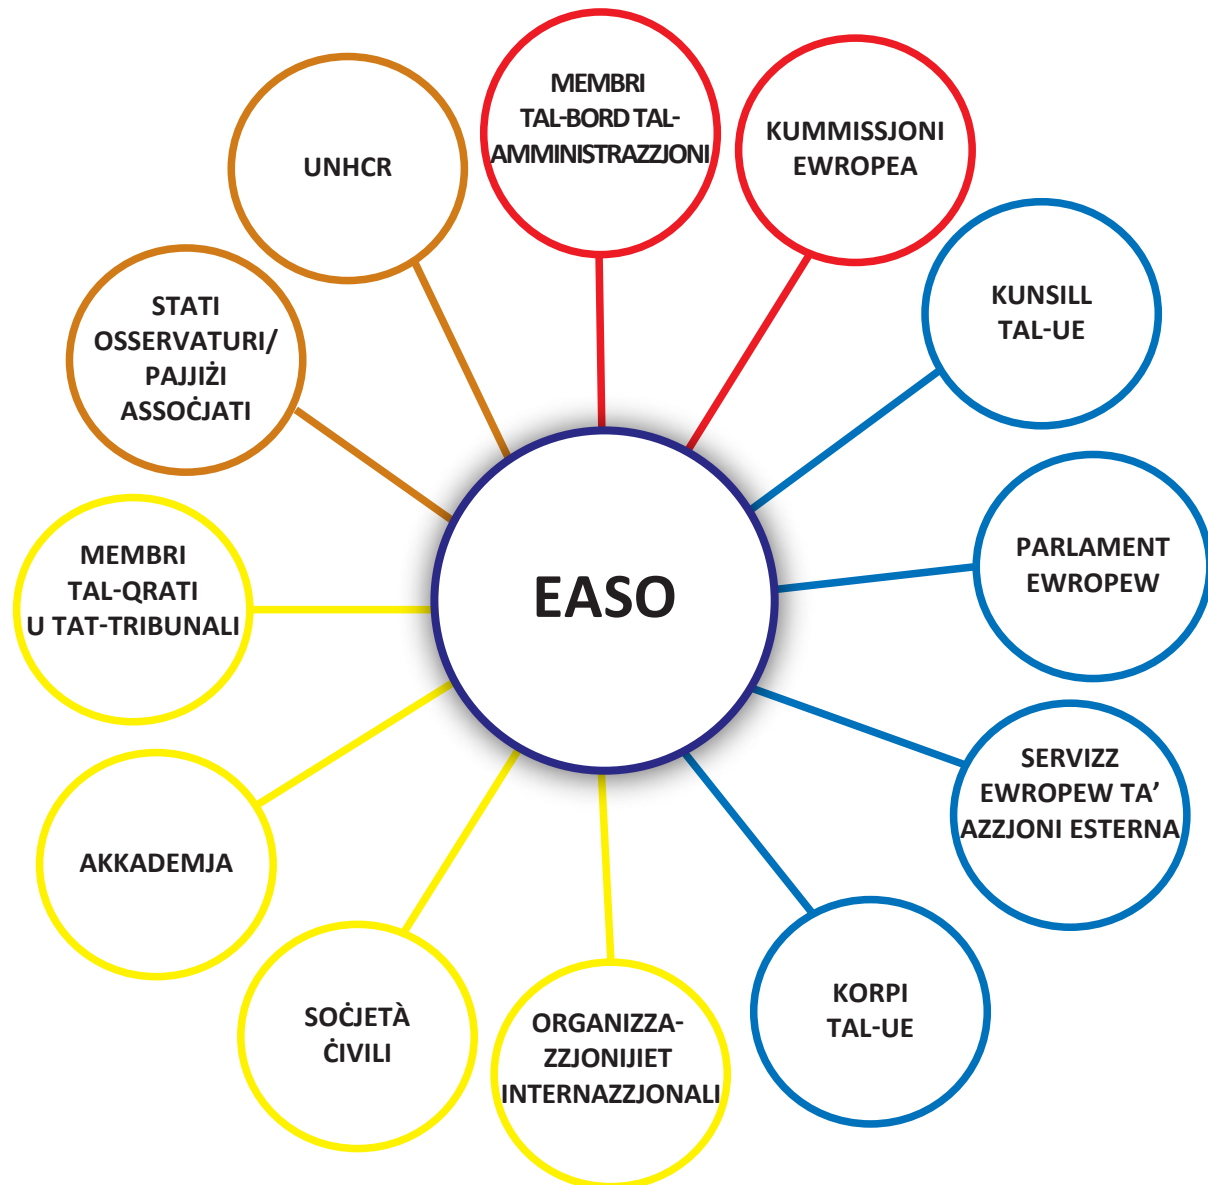 MEMBRI
TAL-BORD TAL-
AMMINISTRAZZJONI
KUMMISSJONI
EWROPEA
KUNSILL
TAL-UE
PARLAMENT
EWROPEW
SERVIZZ
EWROPEW TA’
AZZJONI ESTERNA
KORPI
TAL-UE
ORGANIZZA-
ZZJONIJIET
INTERNAZZJONALI
SOĊJETÀ
ĊIVILI
AKKADEMJA
MEMBRI
TAL-QRATI
U TAT-TRIBUNALI
STATI
OSSERVATURI/
PAJJIŻI
ASSOĊJATI
UNHCR
EASO